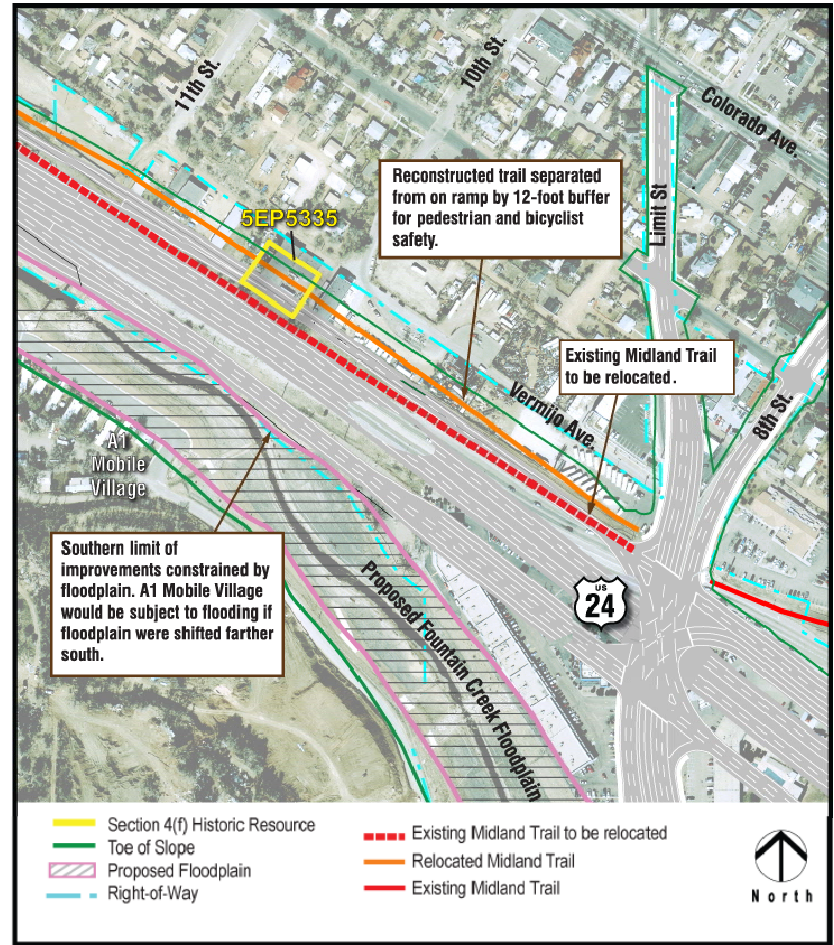 11th St.
10th St.
Colorado Ave.
Limit St
5EP5335
Reconstructed trail separated
from on ramp by 12-foot buffer
for pedestrian and bicyclist
safety.
Existing Midland Trail
to be relocated.
Vermijo Ave.
8th St.
A1
Mobile
Village
Southern limit of
improvements constrained by
floodplain. A1 Mobile Village
would be subject to flooding if
floodplain were shifted farther
south.
Proposed Fountain Creek Floodplain
US
24
Section 4(f) Historic Resource
Toe of Slope
Proposed Floodplain
Right-of-Way
Existing Midland Trail to be relocated
Relocated Midland Trail
Existing Midland Trail
North